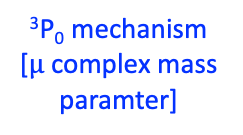 ³P₀ mechanism
[μ complex mass
paramter]